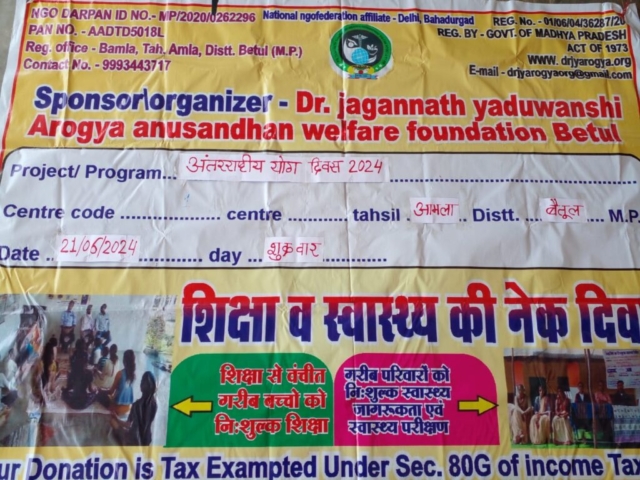 NGO DARPAN ID NO.- MP/2020/0262296
National ngofederation affiliate - Delhi, Bahadurgad
REG. No. - 01/06/04/36287/20
PAN NO. - AADTD5018L
REG. BY - GOVT. OF MADHYA PRADESH
Reg. office - Bamla, Tah. Amla, Distt. Betul (M.P.)
ACT OF 1973
Contact No. - 9993443717
www. drjyarogya.org
E-mail - drjyarogyaorg@gmail.com
Sponsor\organizer - Dr. jagannath yaduwanshi
Arogya anusandhan welfare foundation Betul
Project/ Program... अंतरराष्ट्रीय योग दिवस 2024
Centre code .................. centre ........... tahsil . आमला .. Distt. ... बैतूल .... M.P.
Date .. 21/06/2024 ............ day ..... शुक्रवार ................
शिक्षा व स्वास्थ्य की नेक दिव
शिक्षा से वंचित
गरीब बच्चो को
निःशुल्क शिक्षा
गरीब परिवारों को
निःशुल्क स्वास्थ्य
जागरूकता एवं
स्वास्थ्य परीक्षण
ur Donation is Tax Exampted Under Sec. 80G of income Tax